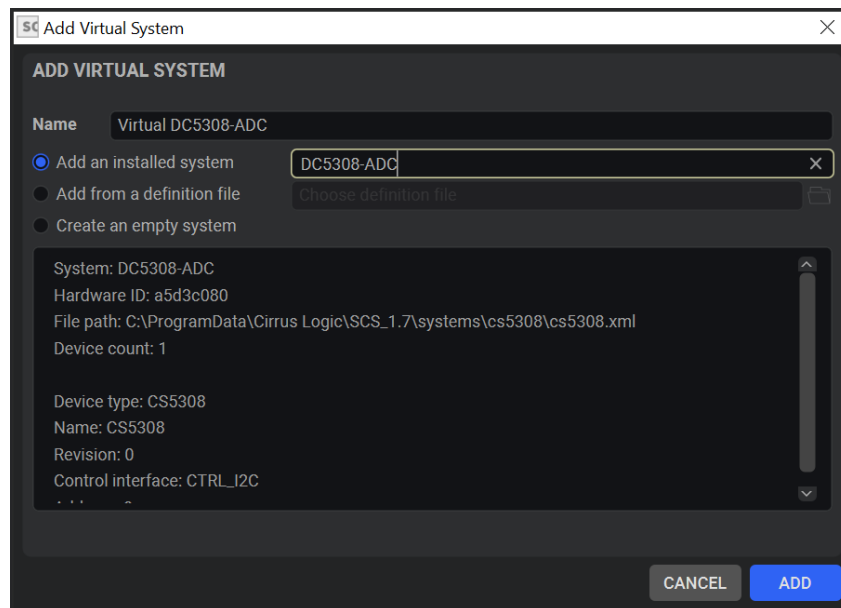 SC Add Virtual System
ADD VIRTUAL SYSTEM
Name Virtual DC5308-ADC
Add an installed system DC5308-ADC
Add from a definition file Choose definition file
Create an empty system
System: DC5308-ADC
Hardware ID: a5d3c080
File path: C:\ProgramData\Cirrus Logic\SCS_1.7\systems\cs5308\cs5308.xml
Device count: 1
Device type: CS5308
Name: CS5308
Revision: 0
Control interface: CTRL_I2C
CANCEL ADD